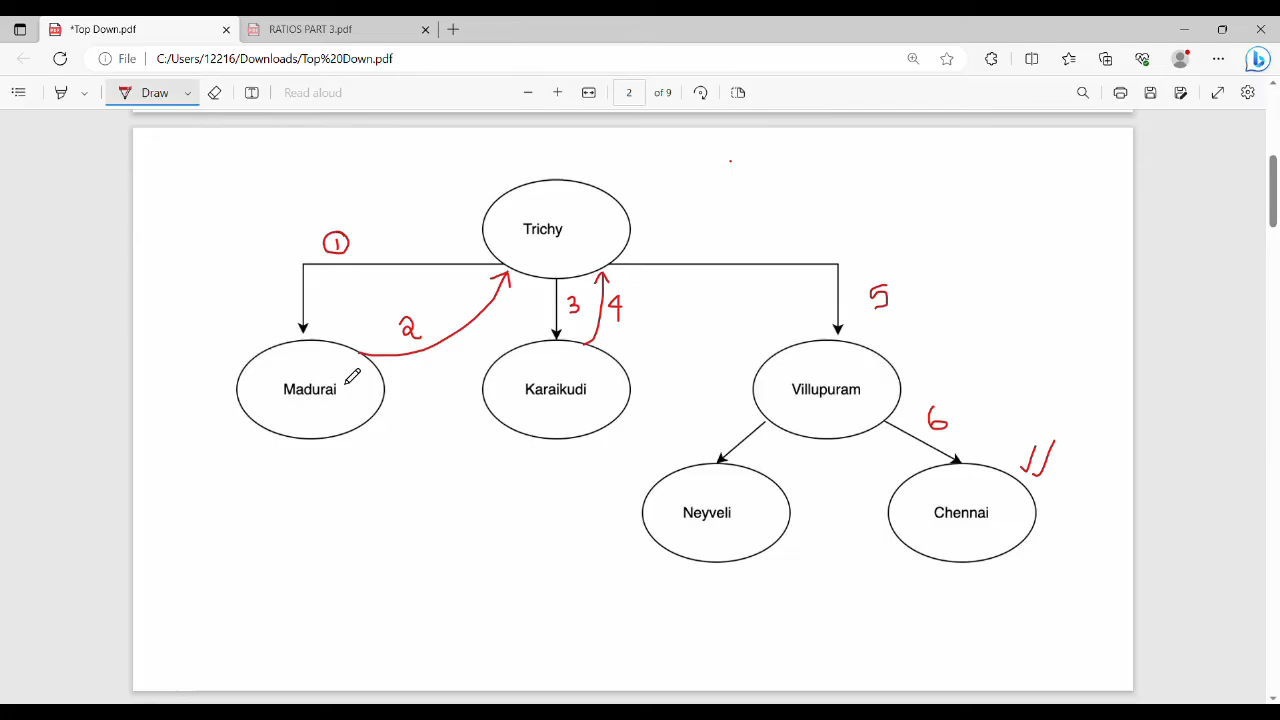 *Top Down.pdf
RATIOS PART 3.pdf
File
C:/Users/12216/Downloads/Top%20Down.pdf
Draw
Read aloud
2 of 9
Trichy
1
2
3
4
5
Madurai
Karaikudi
Villupuram
6
Neyveli
Chennai